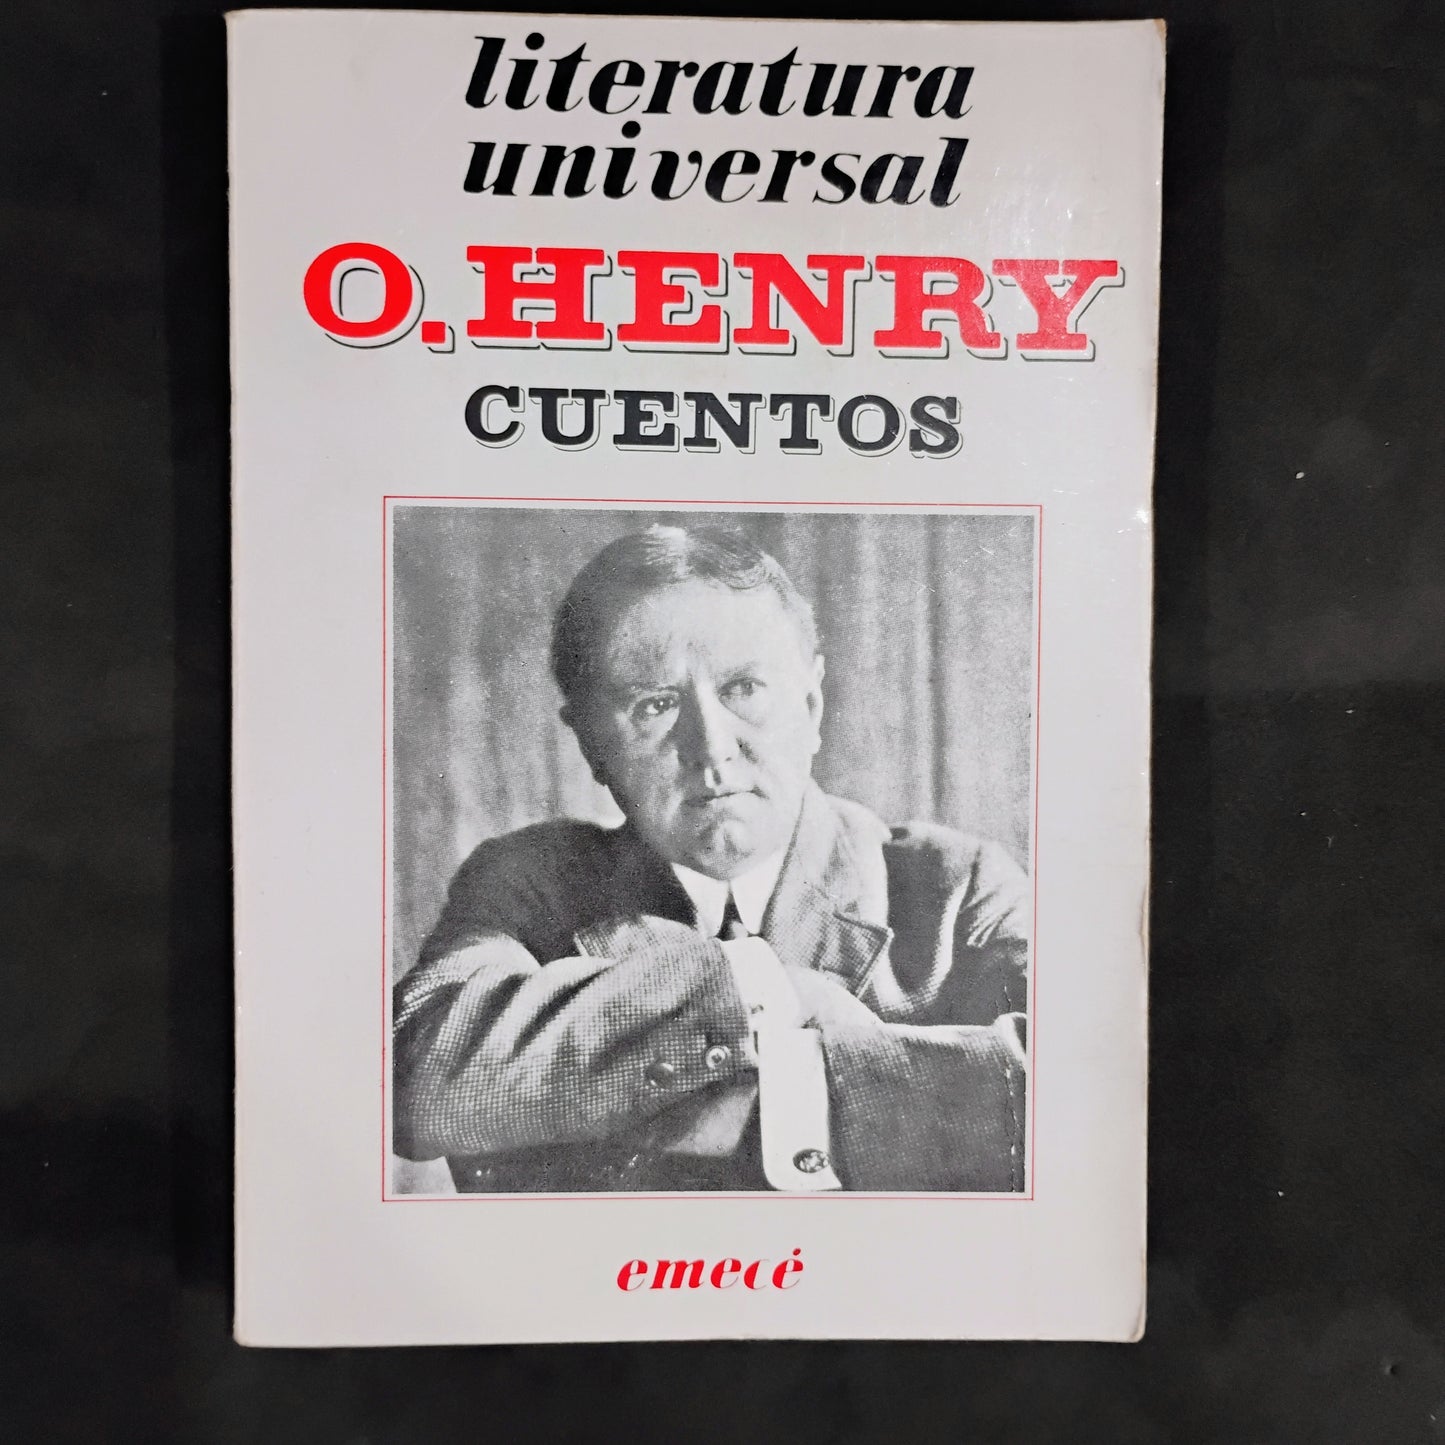 literatura
universal
O. HENRY
CUENTOS
emecé